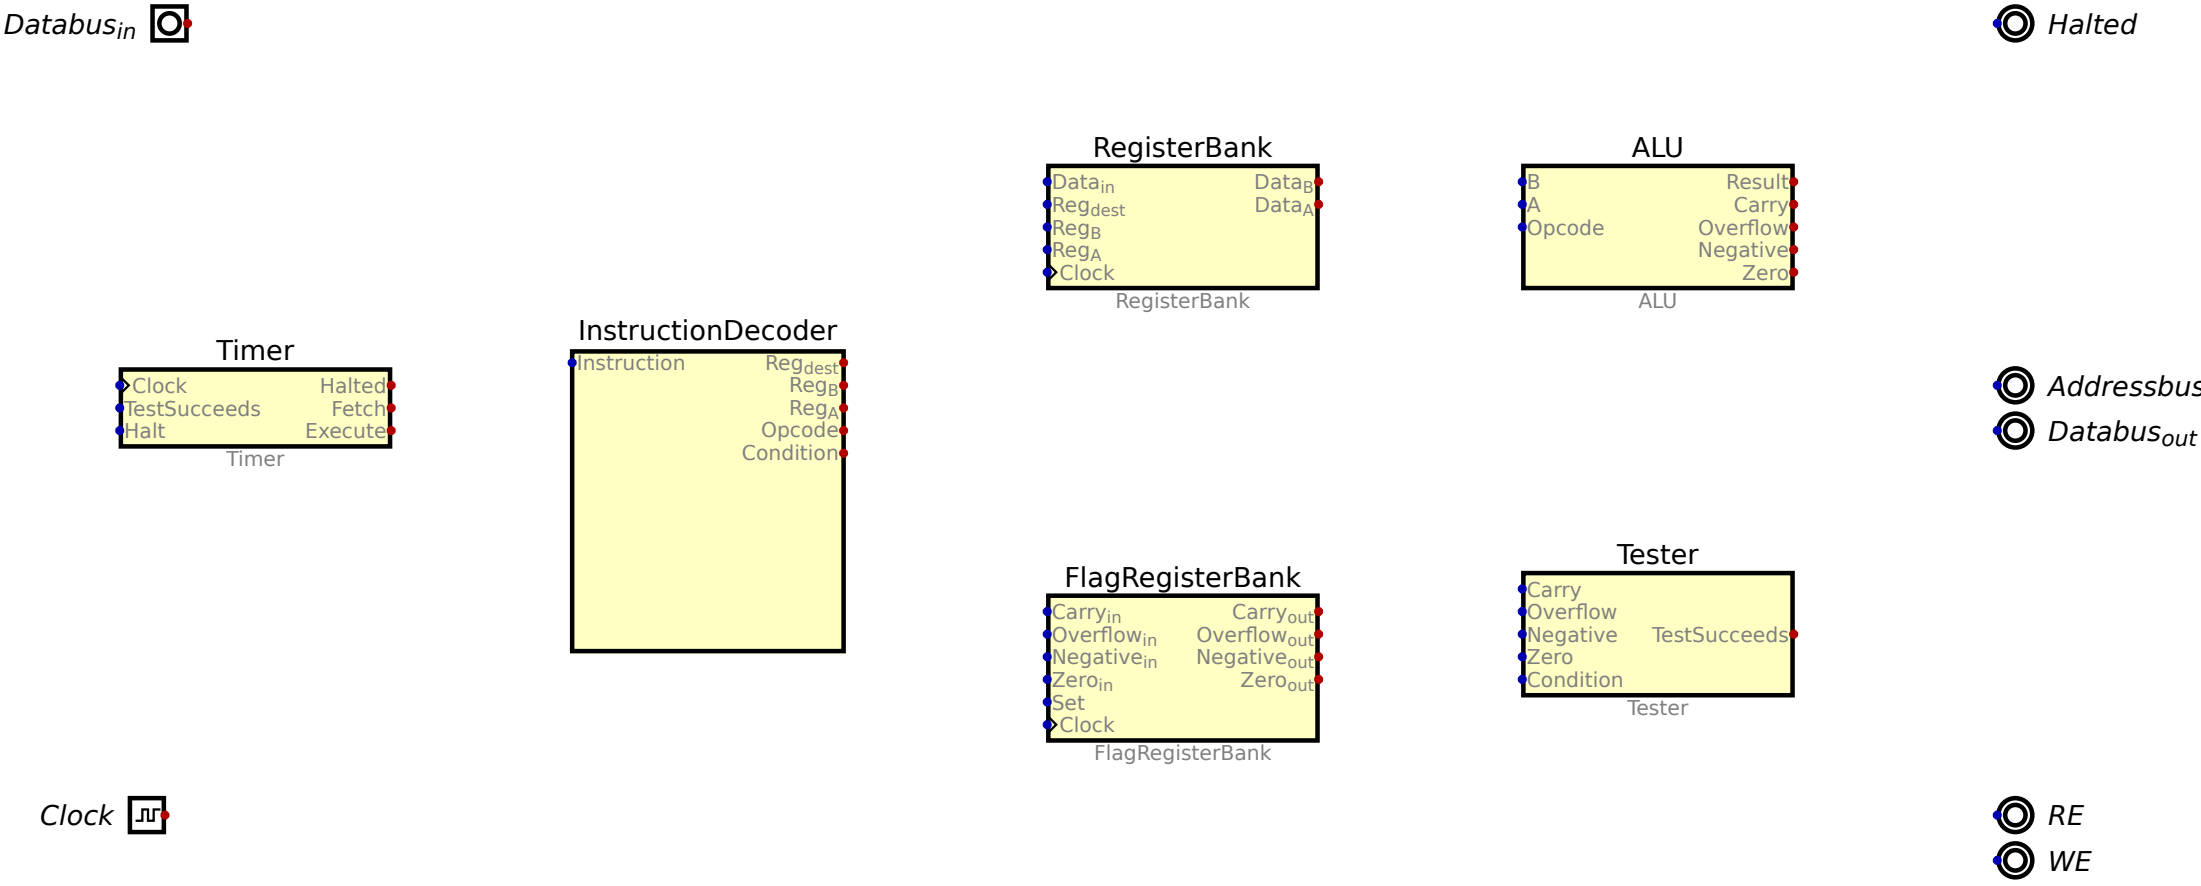 Databus_in
Halted
RegisterBank
Data_in
Reg_dest
Reg_B
Reg_A
Clock
Data_B
Data_A
RegisterBank
ALU
B
A
Opcode
Result
Carry
Overflow
Negative
Zero
ALU
Timer
Clock
TestSucceeds
Halt
Halted
Fetch
Execute
Timer
InstructionDecoder
Instruction
Reg_dest
Reg_B
Reg_A
Opcode
Condition
Addressbus
Databus_out
FlagRegisterBank
Carry_in
Overflow_in
Negative_in
Zero_in
Set
Clock
Carry_out
Overflow_out
Negative_out
Zero_out
FlagRegisterBank
Tester
Carry
Overflow
Negative
Zero
Condition
TestSucceeds
Tester
Clock
RE
WE